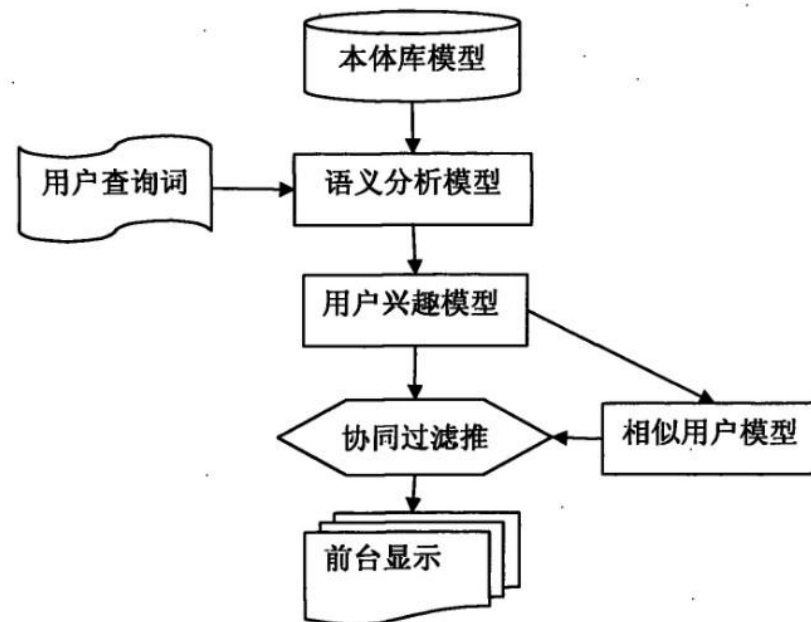 本体库模型
用户查询词
语义分析模型
用户兴趣模型
协同过滤推
相似用户模型
前台显示